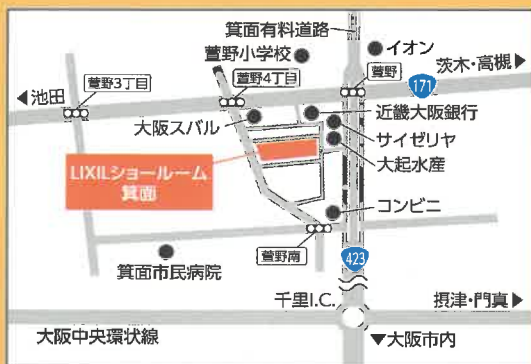 箕面有料道路
萱野小学校
イオン
茨木・高槻▶
萱野3丁目
萱野4丁目
萱野
171
◀池田
近畿大阪銀行
大阪スバル
サイゼリヤ
大起水産
LIXILショールーム
箕面
コンビニ
萱野南
箕面市民病院
423
千里I.C.
摂津・門真▶
大阪中央環状線
▼大阪市内